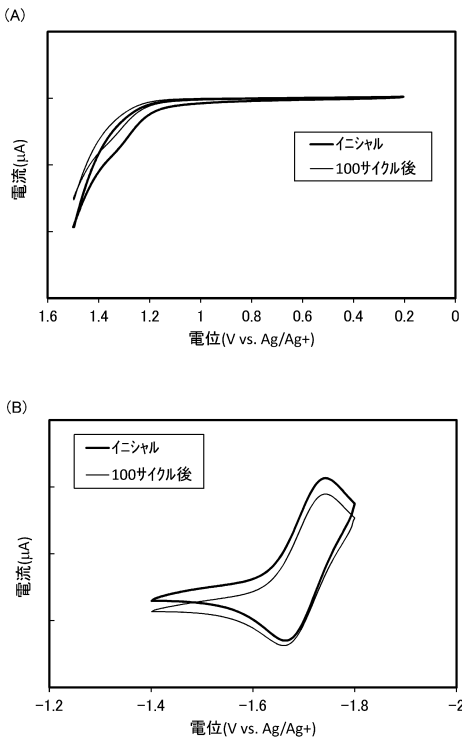 (A)
電流(μA)
イニシャル
100サイクル後
1.6 1.4 1.2 1 0.8 0.6 0.4 0.2 0
電位(V vs. Ag/Ag+)
(B)
イニシャル
100サイクル後
電流(μA)
-1.2 -1.4 -1.6 -1.8 -2
電位(V vs. Ag/Ag+)